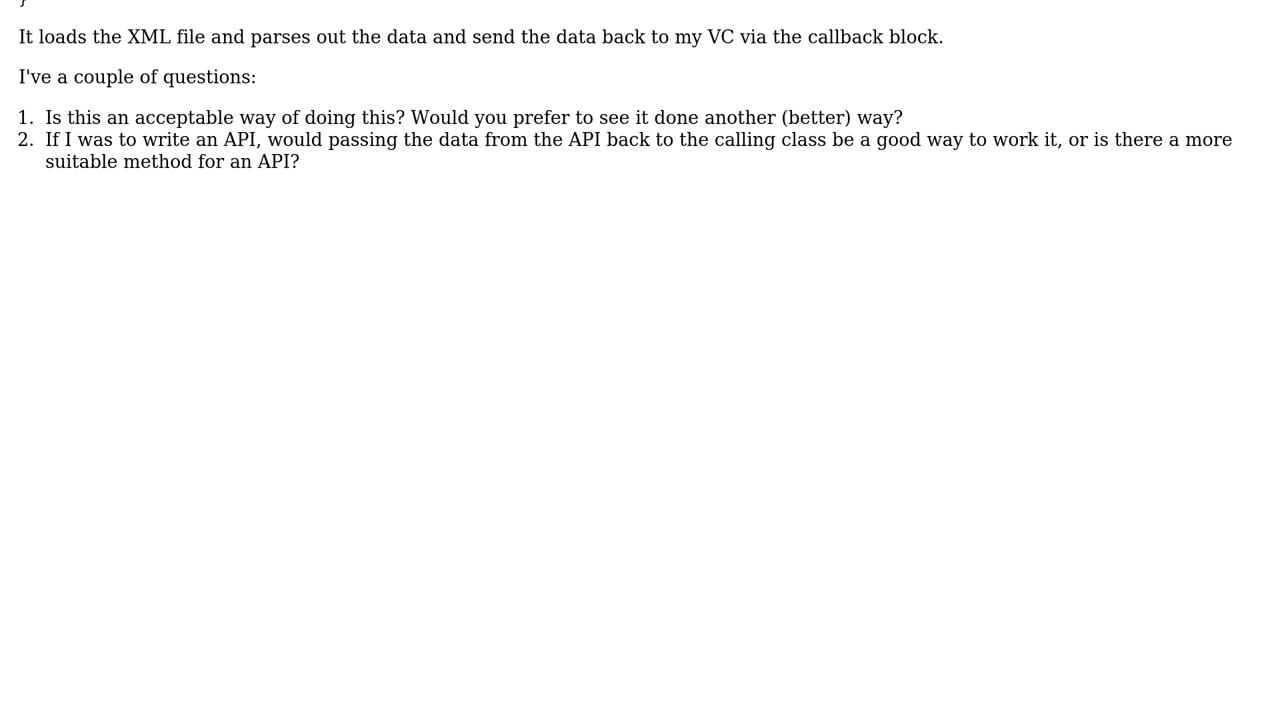 }
It loads the XML file and parses out the data and send the data back to my VC via the callback block.
I've a couple of questions:
1. Is this an acceptable way of doing this? Would you prefer to see it done another (better) way?
2. If I was to write an API, would passing the data from the API back to the calling class be a good way to work it, or is there a more
suitable method for an API?